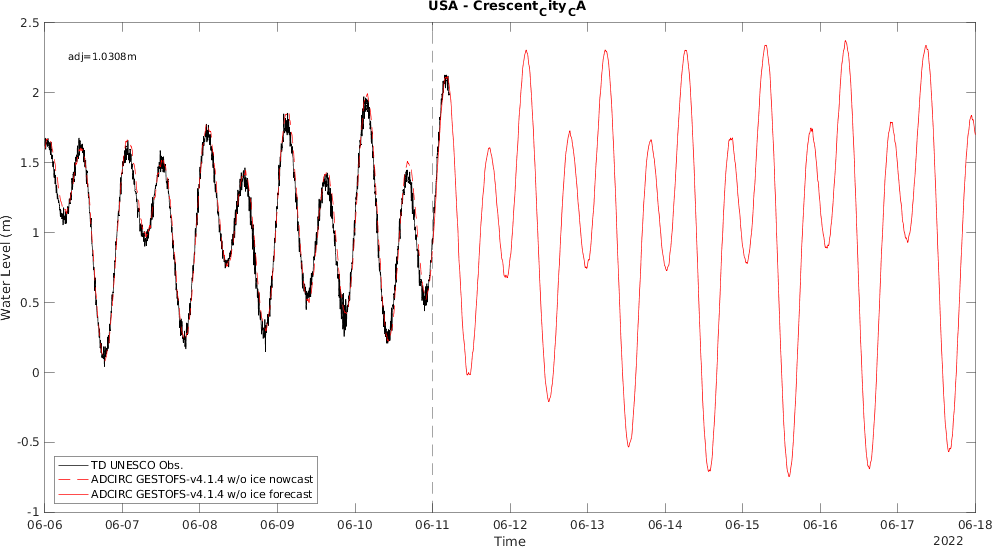 USA - Crescent_City_CA
adj=1.0308m
2.5
2
1.5
1
0.5
0
-0.5
-1
Water Level (m)
TD UNESCO Obs.
ADCIRC GESTOFS-v4.1.4 w/o ice nowcast
ADCIRC GESTOFS-v4.1.4 w/o ice forecast
06-06 06-07 06-08 06-09 06-10 06-11 06-12 06-13 06-14 06-15 06-16 06-17 06-18
Time
2022